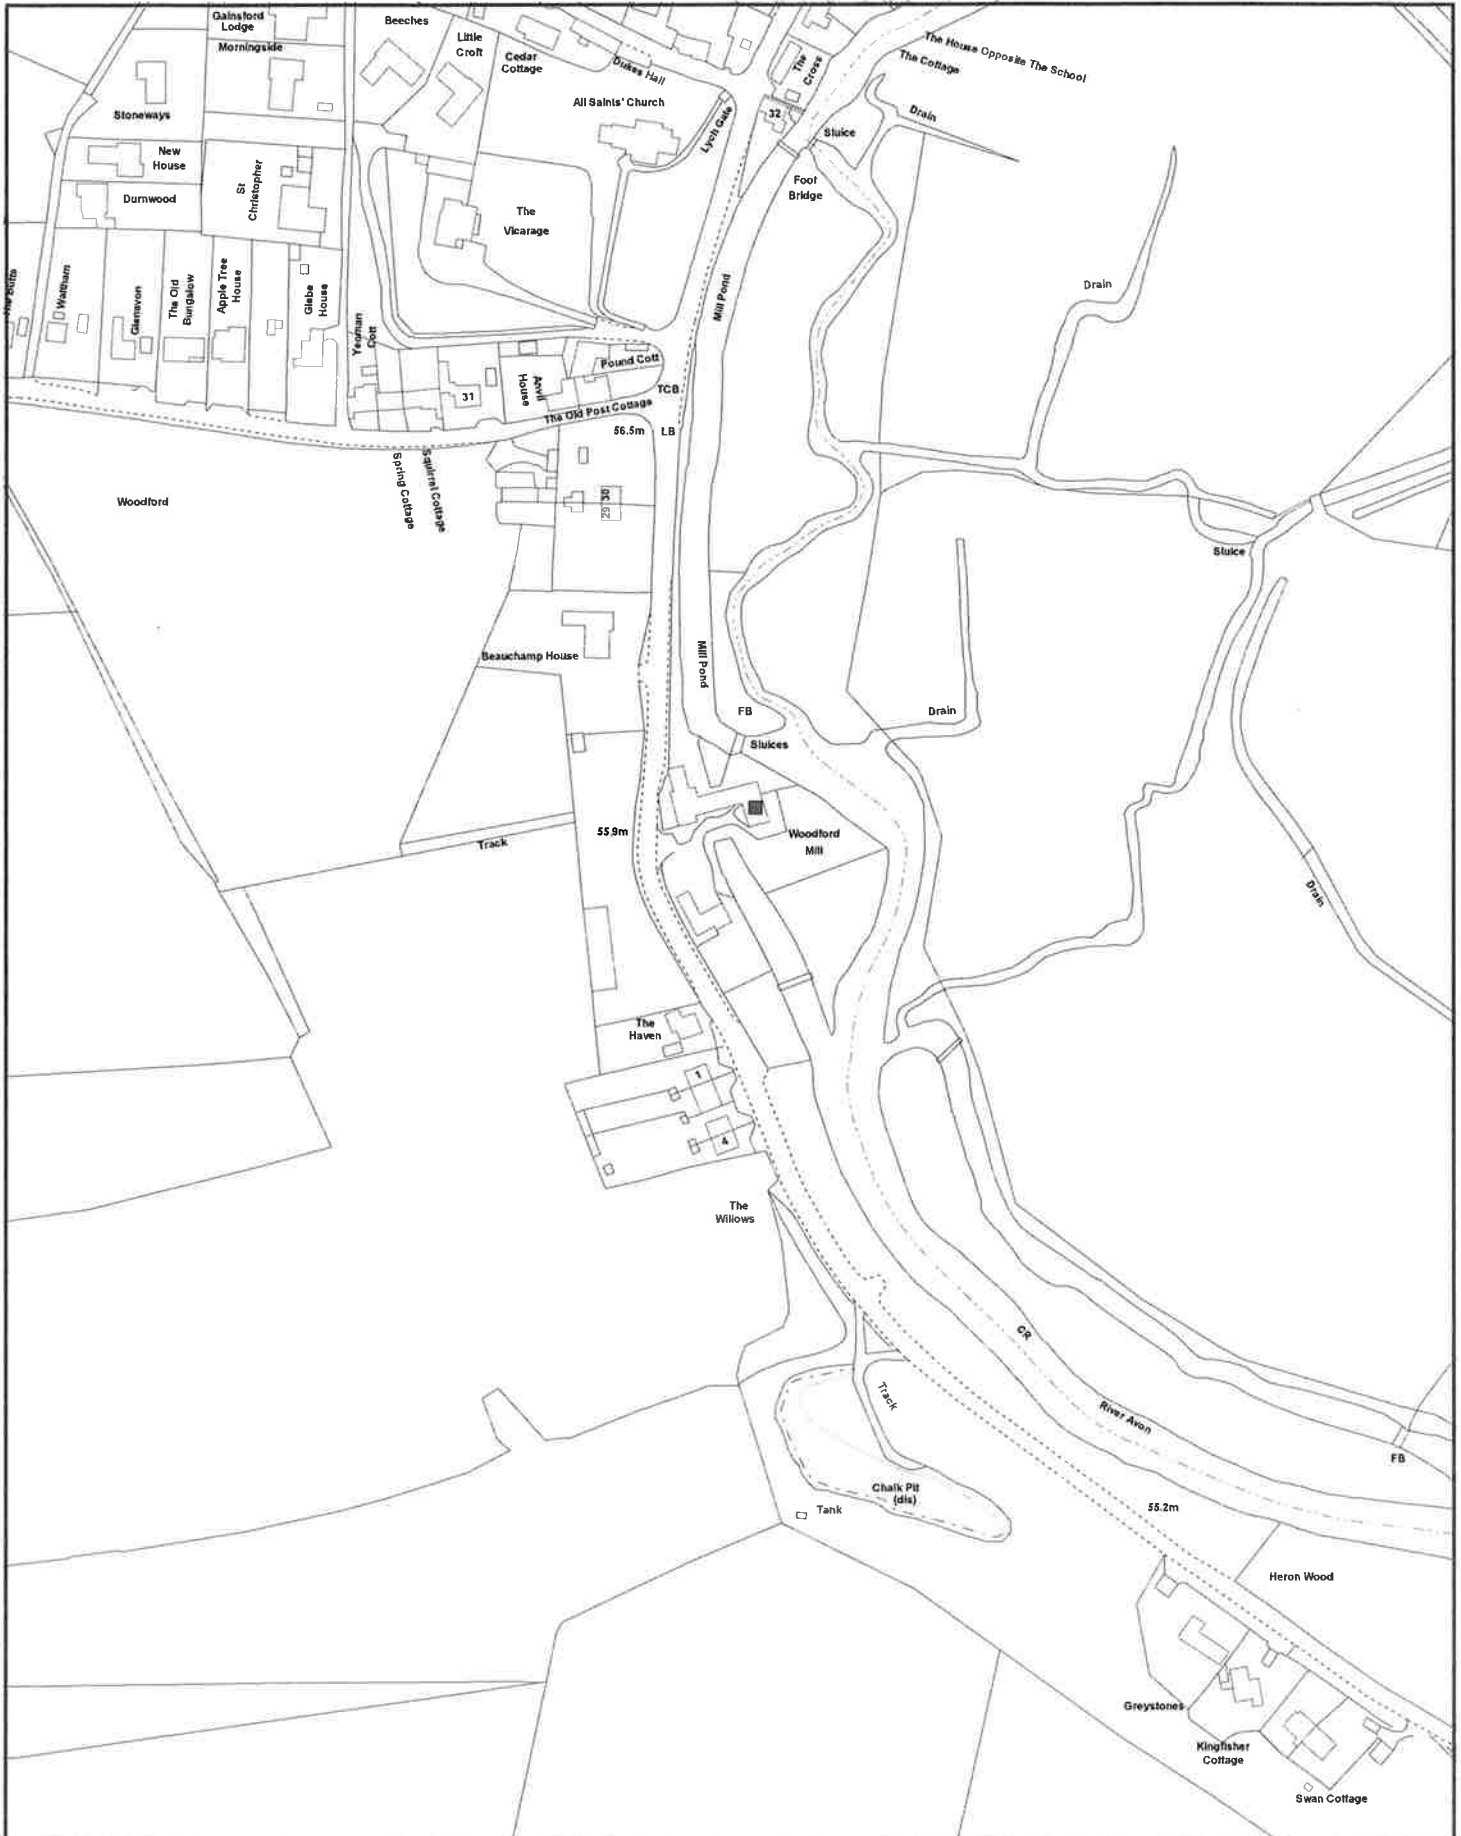 Gainsford
Lodge
Morningside
Beeches
Little
Croft
Cedar
Cottage
Dukes Hall
The Cross
The House Opposite The School
The Cottage
Stoneways
All Saints' Church
Lych Gate
32
Sluice
Drain
New
House
Durnwood
St
Christopher
The
Vicarage
Foot
Bridge
The Butts
Waltham
Glenavon
The Old
Bungalow
Apple Tree
House
Glebe
House
Yeoman
Cott
Mill Pond
Drain
31
Anvil
House
Pound Cott
TCB
The Old Post Cottage
56.5m
LB
Woodford
Spring Cottage
Squirrel Cottage
29
30
Sluice
Beauchamp House
Mill Pond
FB
Sluices
Drain
55.9m
Track
Woodford
Mill
Drain
The
Haven
1
4
The
Willows
CR
Track
River Avon
FB
Chalk Pit
(dis)
Tank
55.2m
Heron Wood
Greystones
Kingfisher
Cottage
Swan Cottage